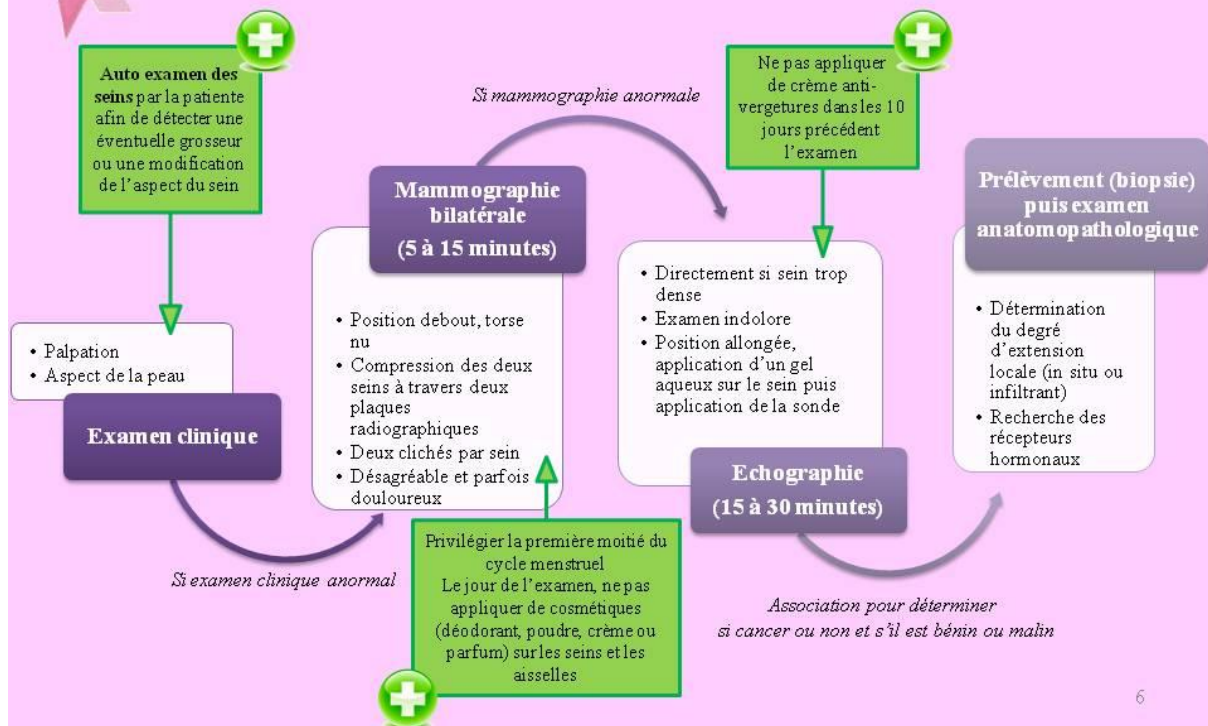 Auto examen des
seins par la patiente
afin de détecter une
éventuelle grosseur
ou une modification
de l'aspect du sein
• Palpation
• Aspect de la peau
Examen clinique
Si examen clinique anormal
Mammographie
bilatérale
(5 à 15 minutes)
• Position debout, torse
nu
• Compression des deux
seins à travers deux
plaques
radiographiques
• Deux clichés par sein
• Désagréable et parfois
douloureux
Privilégier la première moitié du
cycle menstruel
Le jour de l'examen, ne pas
appliquer de cosmétiques
(déodorant, poudre, crème ou
parfum) sur les seins et les
aisselles
Si mammographie anormale
Ne pas appliquer
de crème anti-
vergetures dans les 10
jours précédent
l'examen
• Directement si sein trop
dense
• Examen indolore
• Position allongée,
application d'un gel
aqueux sur le sein puis
application de la sonde
Echographie
(15 à 30 minutes)
Association pour déterminer
si cancer ou non et s'il est bénin ou malin
Prélèvement (biopsie)
puis examen
anatomopathologique
• Détermination
du degré
d'extension
locale (in situ ou
infiltrant)
• Recherche des
récepteurs
hormonaux
6